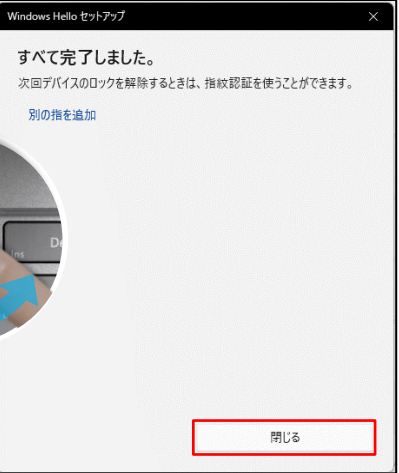 Windows Hello セットアップ
すべて完了しました。
次回デバイスのロックを解除するときは、指紋認証を使うことができます。
別の指を追加
De
Ins
閉じる